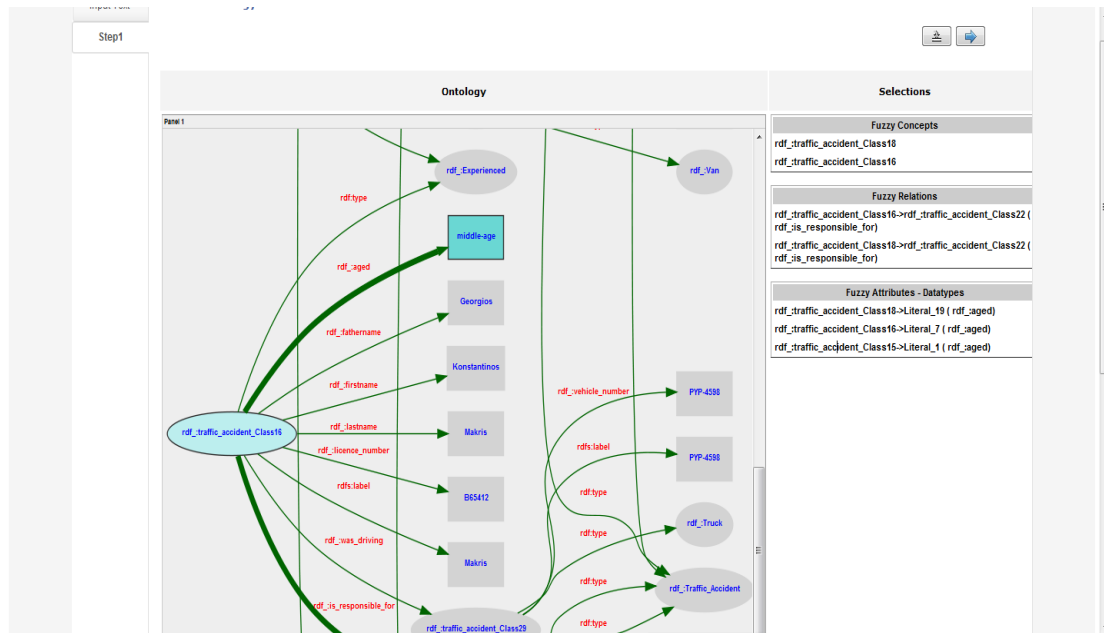 Input Text
Step1
Ontology
Selections
Panel 1
rdf_:Experienced
rdf_:Van
rdf:type
middle-age
rdf_:aged
Georgios
rdf_:fathername
Konstantinos
rdf_:firstname
rdf_:vehicle_number
PYP-4598
rdf_:traffic_accident_Class16
rdf_:lastname
Makris
rdfs:label
PYP-4598
rdf_:licence_number
rdfs:label
B65412
rdf:type
rdf_:Truck
rdf:type
rdf_:was_driving
Makris
rdf:type
rdf_:Traffic_Accident
rdf_:is_responsible_for
rdf_:traffic_accident_Class29
rdf:type
Fuzzy Concepts
rdf_:traffic_accident_Class18
rdf_:traffic_accident_Class16
Fuzzy Relations
rdf_:traffic_accident_Class16->rdf_:traffic_accident_Class22 (
rdf_:is_responsible_for)
rdf_:traffic_accident_Class18->rdf_:traffic_accident_Class22 (
rdf_:is_responsible_for)
Fuzzy Attributes - Datatypes
rdf_:traffic_accident_Class18->Literal_19 ( rdf_:aged)
rdf_:traffic_accident_Class16->Literal_7 ( rdf_:aged)
rdf_:traffic_accident_Class15->Literal_1 ( rdf_:aged)